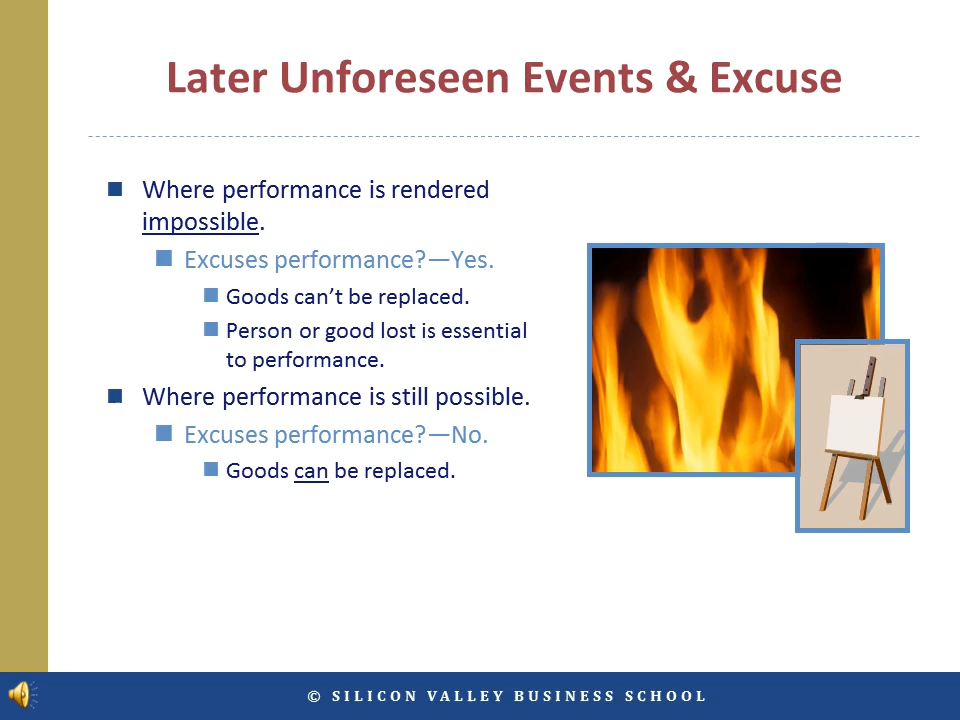 Later Unforeseen Events & Excuse
Where performance is rendered
impossible.
Excuses performance?—Yes.
Goods can’t be replaced.
Person or good lost is essential
to performance.
Where performance is still possible.
Excuses performance?—No.
Goods can be replaced.
© SILICON VALLEY BUSINESS SCHOOL